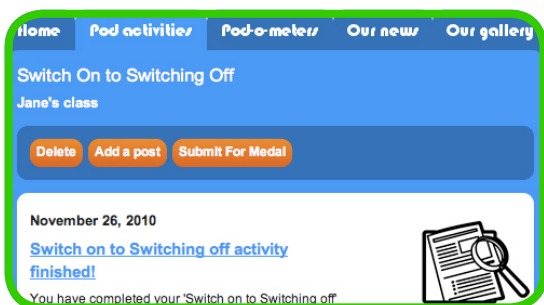 Home Pod activities Pod-o-meters Our news Our gallery
Switch On to Switching Off
Jane's class
Delete Add a post Submit For Medal
November 26, 2010
Switch on to Switching off activity
finished!
You have completed your 'Switch on to Switching off'